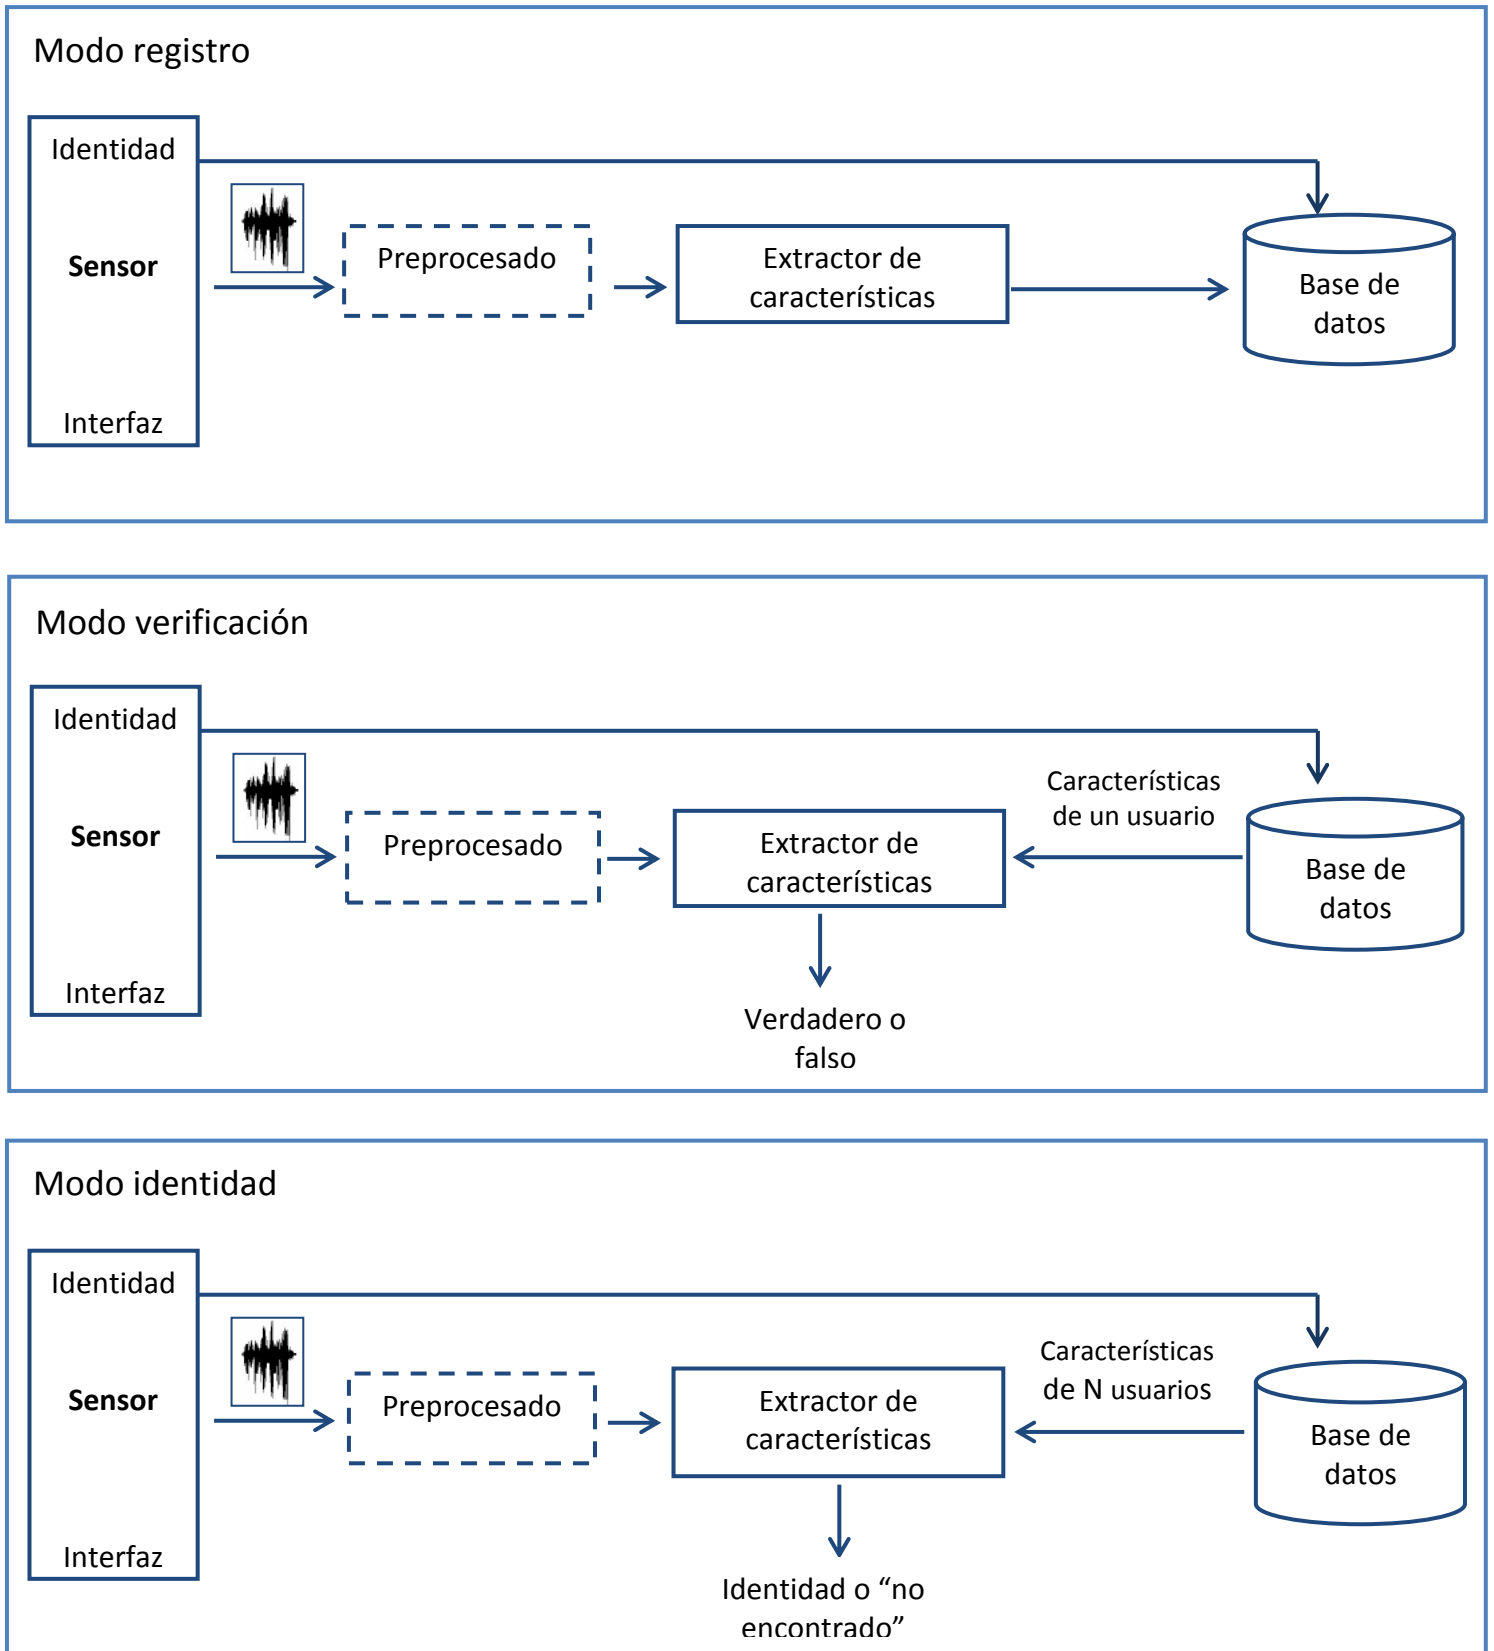 Modo registro
Identidad
Sensor
Interfaz
Preprocesado
Extractor de
características
Base de
datos
Modo verificación
Identidad
Sensor
Interfaz
Preprocesado
Extractor de
características
Características
de un usuario
Base de
datos
Verdadero o
falso
Modo identidad
Identidad
Sensor
Interfaz
Preprocesado
Extractor de
características
Características
de N usuarios
Base de
datos
Identidad o “no
encontrado”